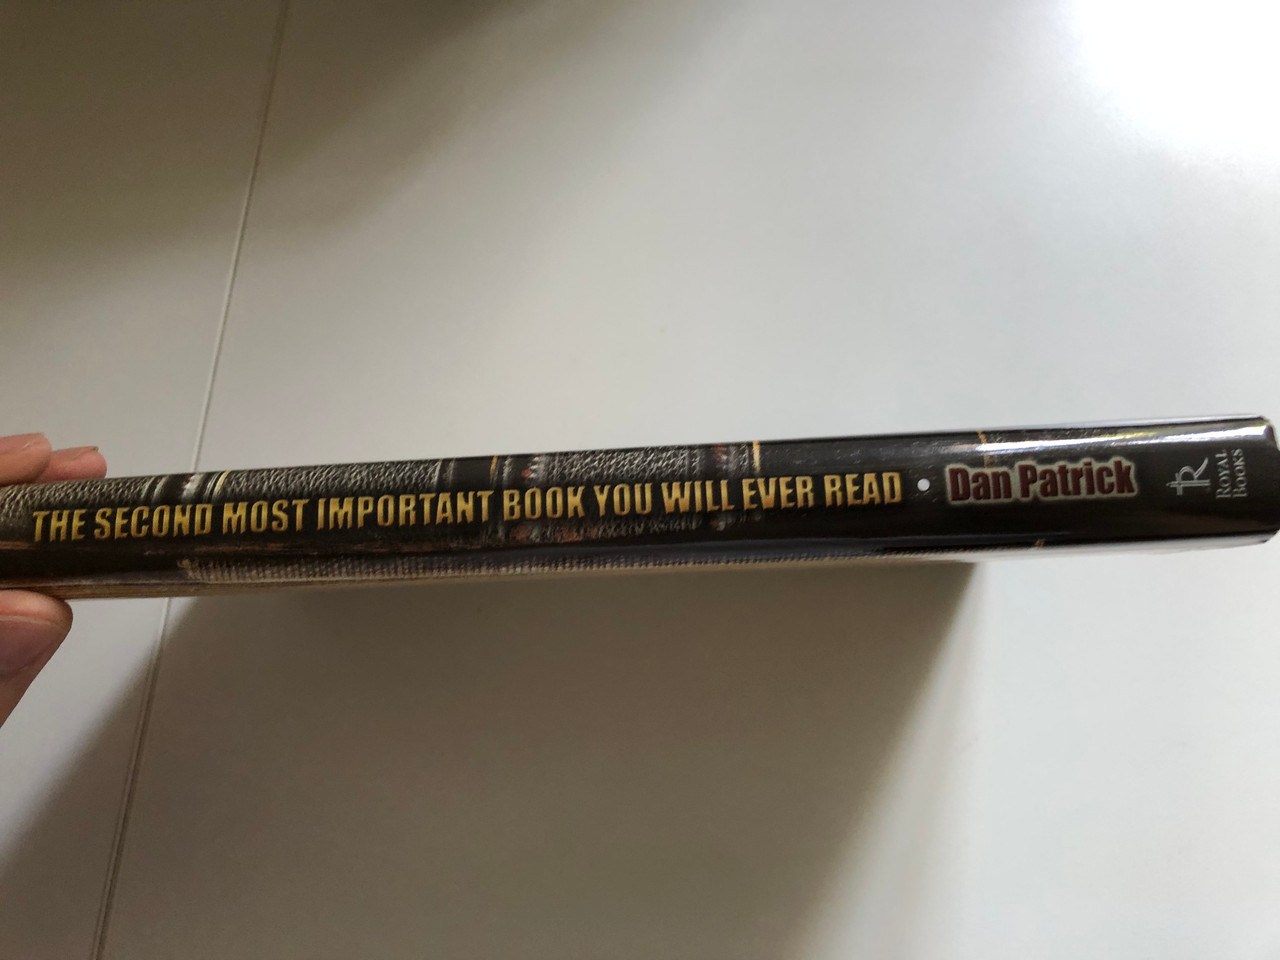 THE SECOND MOST IMPORTANT BOOK YOU WILL EVER READ • Dan Patrick
ROYAL
BOOKS